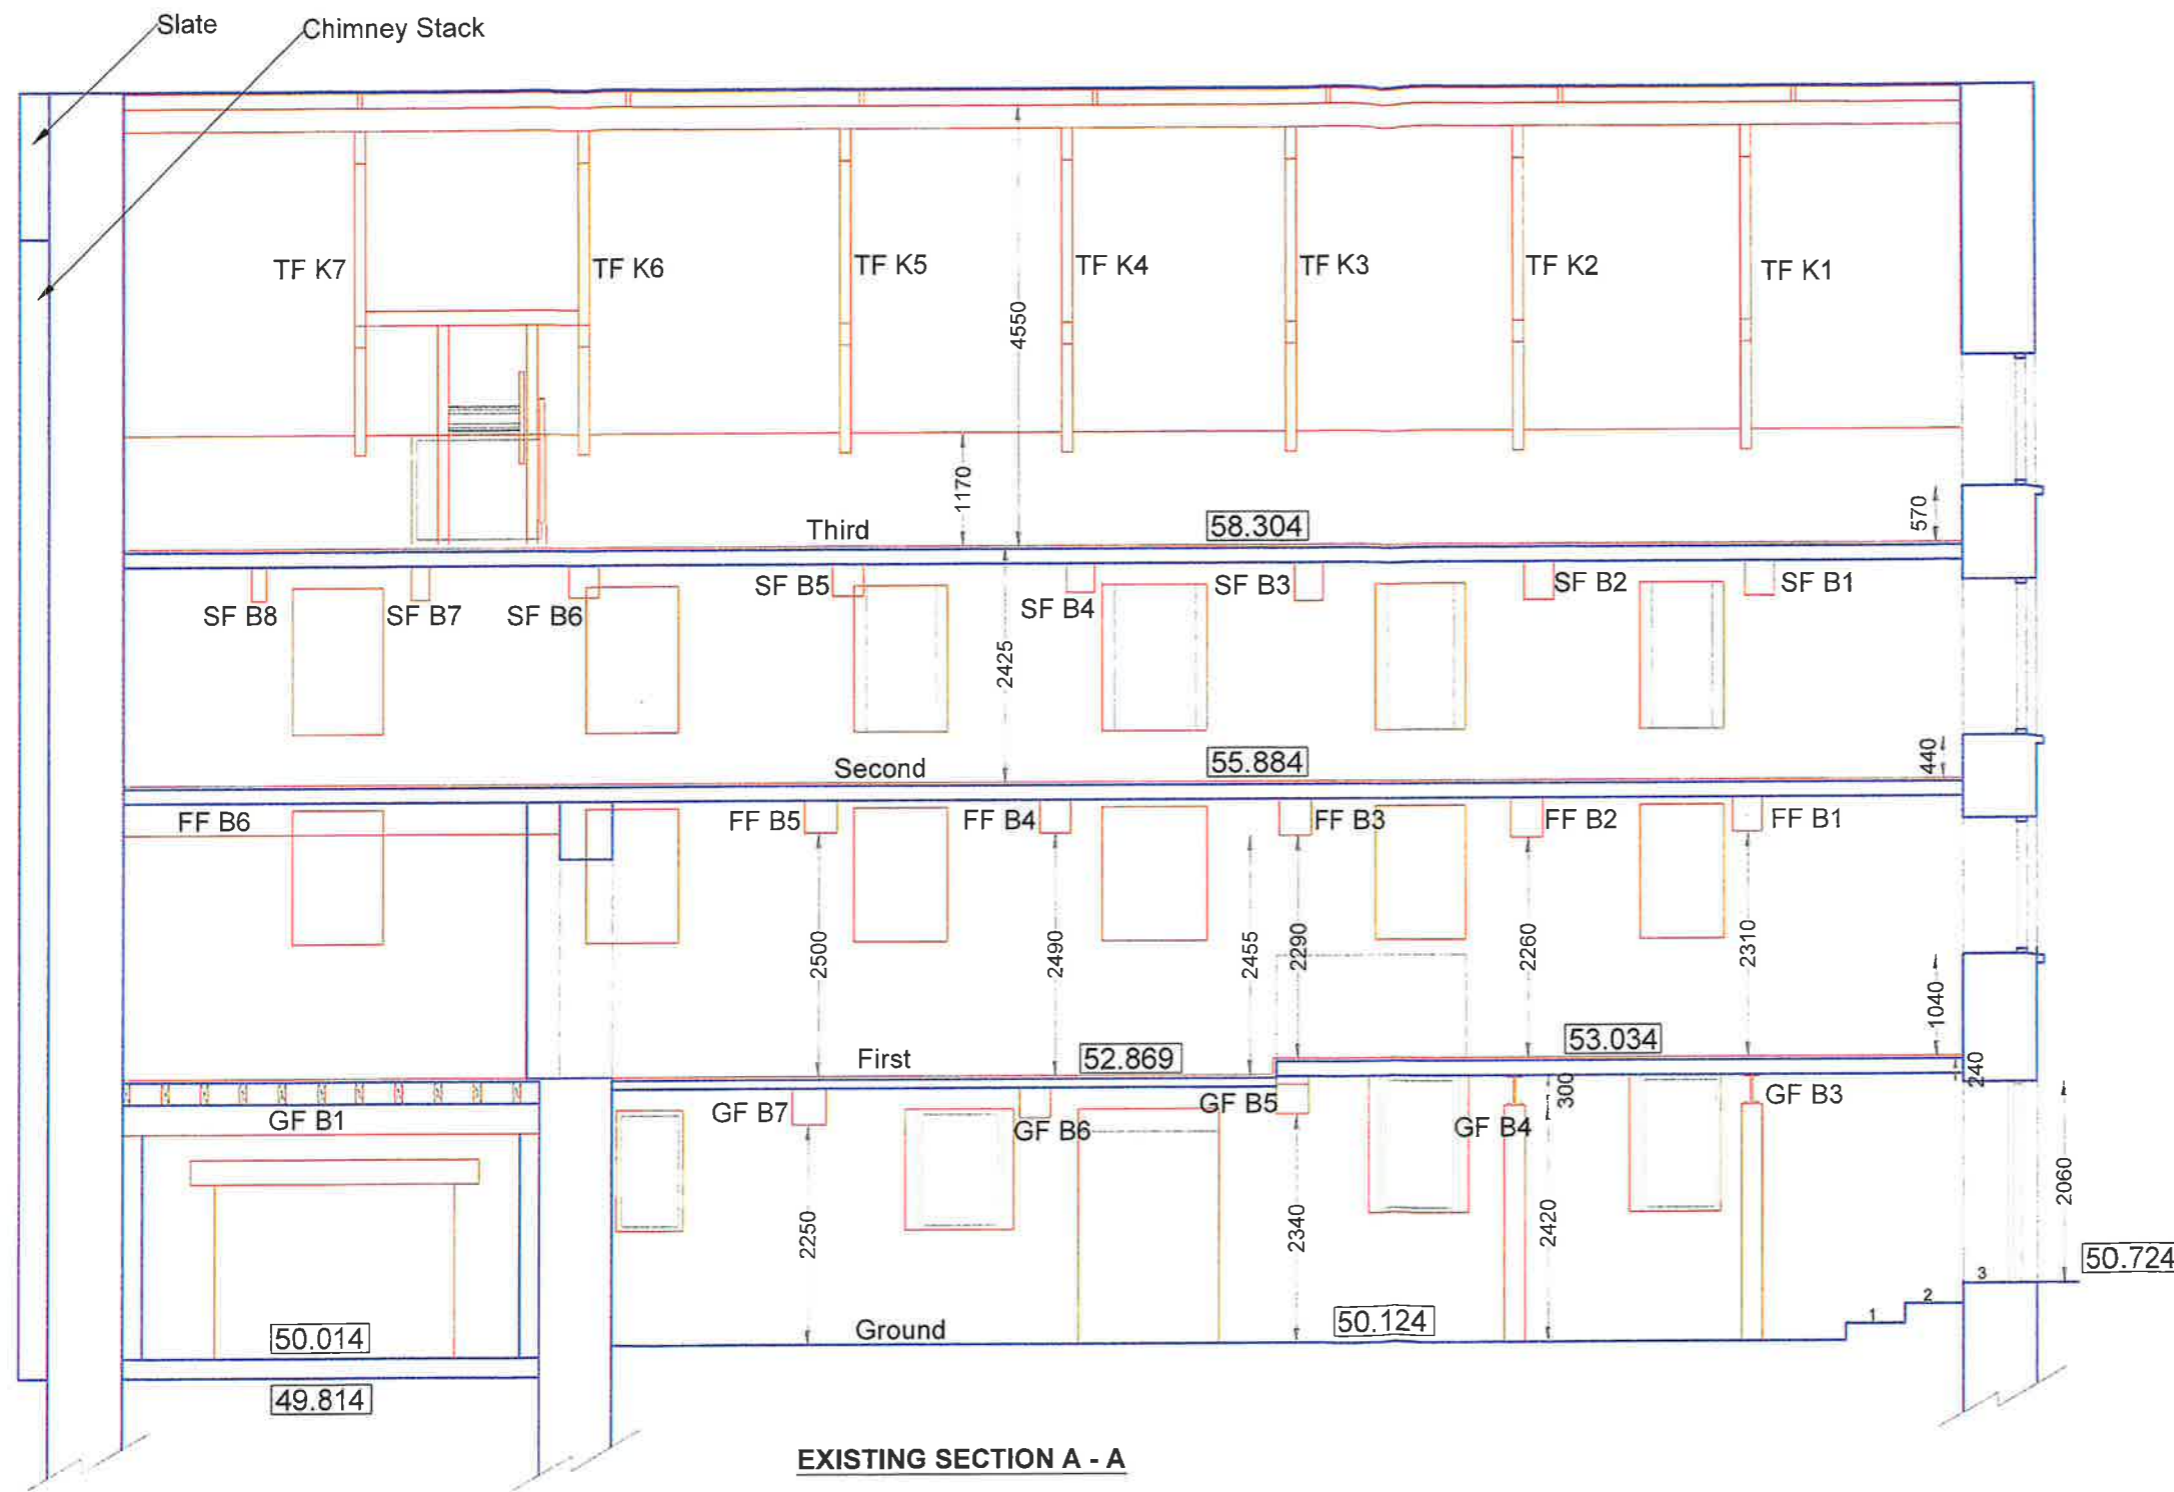 Slate
Chimney Stack
TF K7
TF K6
TF K5
TF K4
TF K3
TF K2
TF K1
4550
1170
570
Third
58.304
SF B8
SF B7
SF B6
SF B5
SF B4
SF B3
SF B2
SF B1
2425
440
Second
55.884
FF B6
FF B5
FF B4
FF B3
FF B2
FF B1
2500
2490
2455
2290
2260
2310
1040
First
52.869
53.034
240
GF B1
GF B7
GF B6
GF B5
GF B4
300
GF B3
2250
2340
2420
2060
50.724
3
2
1
50.014
Ground
50.124
49.814
EXISTING SECTION A - A